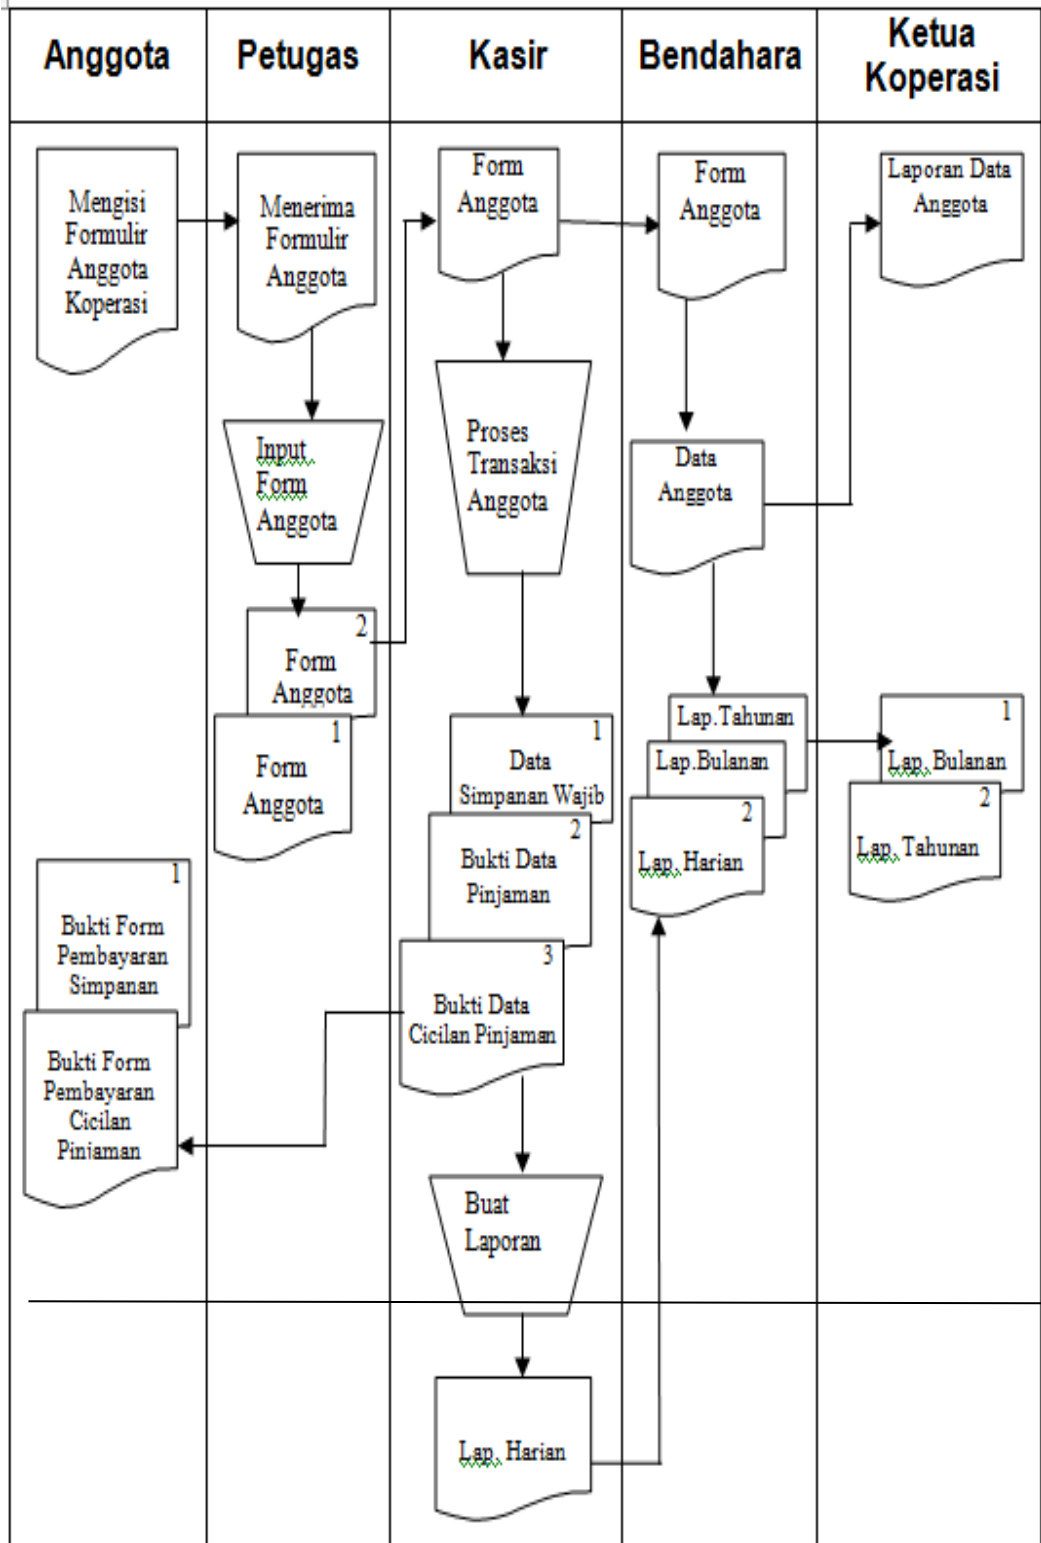 Anggota
Petugas
Kasir
Bendahara
Ketua
Koperasi
Mengisi
Formulir
Anggota
Koperasi
Menerima
Formulir
Anggota
Input
Form
Anggota
2
Form
Anggota
1
Form
Anggota
1
Bukti Form
Pembayaran
Simpanan
Bukti Form
Pembayaran
Cicilan
Pinjaman
Form
Anggota
Proses
Transaksi
Anggota
1
Data
Simpanan Wajib
2
Bukti Data
Pinjaman
3
Bukti Data
Cicilan Pinjaman
Buat
Laporan
Lap. Harian
Form
Anggota
Data
Anggota
Lap.Tahunan
Lap.Bulanan
2
Lap. Harian
Laporan Data
Anggota
1
Lap. Bulanan
2
Lap. Tahunan